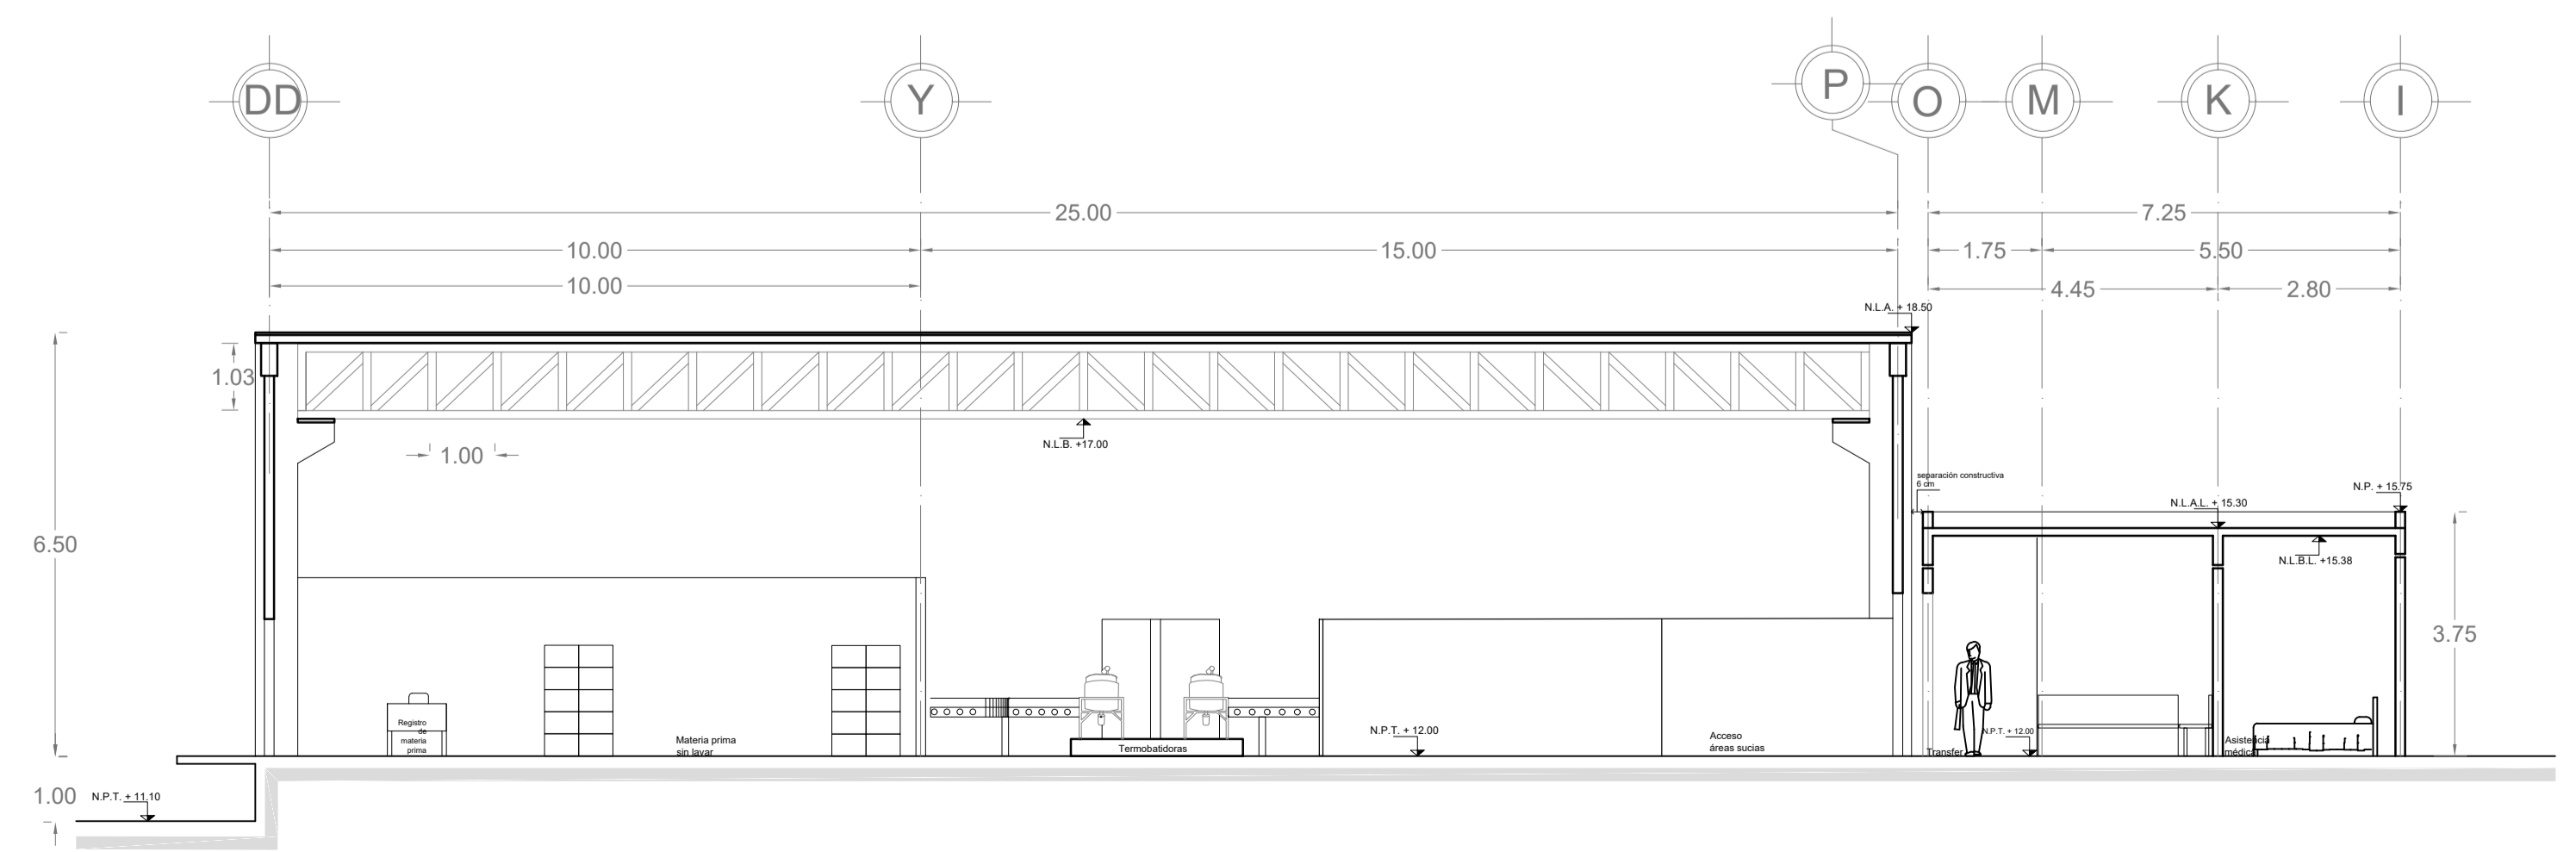 DD
Y
P
O
M
K
I
25.00
7.25
10.00
15.00
1.75
5.50
10.00
4.45
2.80
N.L.A. + 18.50
1.03
N.L.B. +17.00
1.00
separación constructiva
6 cm
N.P. + 15.75
N.L.A.L. + 15.30
6.50
N.L.B.L. +15.38
3.75
Registro
de
materia
prima
Materia prima
sin lavar
Termobatidoras
N.P.T. + 12.00
Acceso
áreas sucias
Transfer
N.P.T. + 12.00
Asistencia
médica
1.00
N.P.T. + 11.10